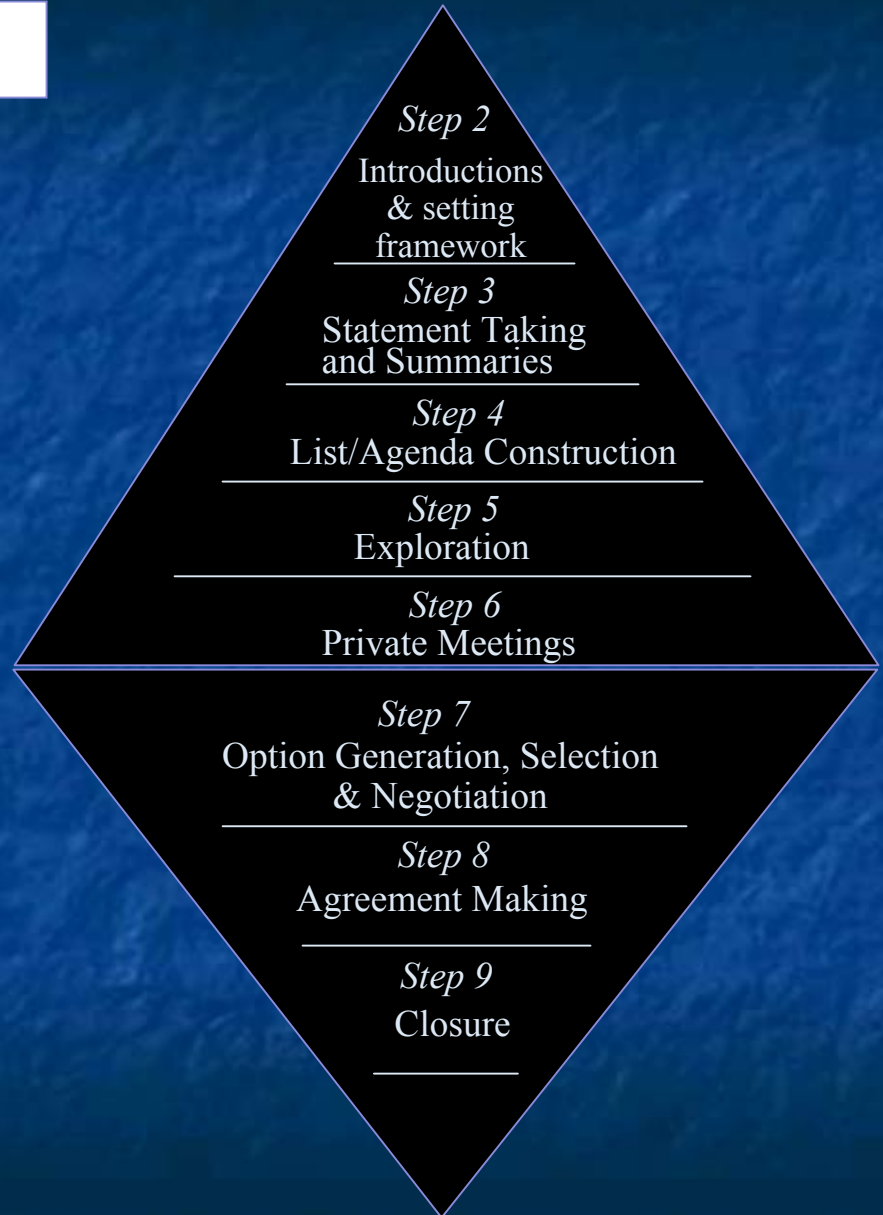 Step 2
Introductions
& setting
framework
Step 3
Statement Taking
and Summaries
Step 4
List/Agenda Construction
Step 5
Exploration
Step 6
Private Meetings
Step 7
Option Generation, Selection
& Negotiation
Step 8
Agreement Making
Step 9
Closure